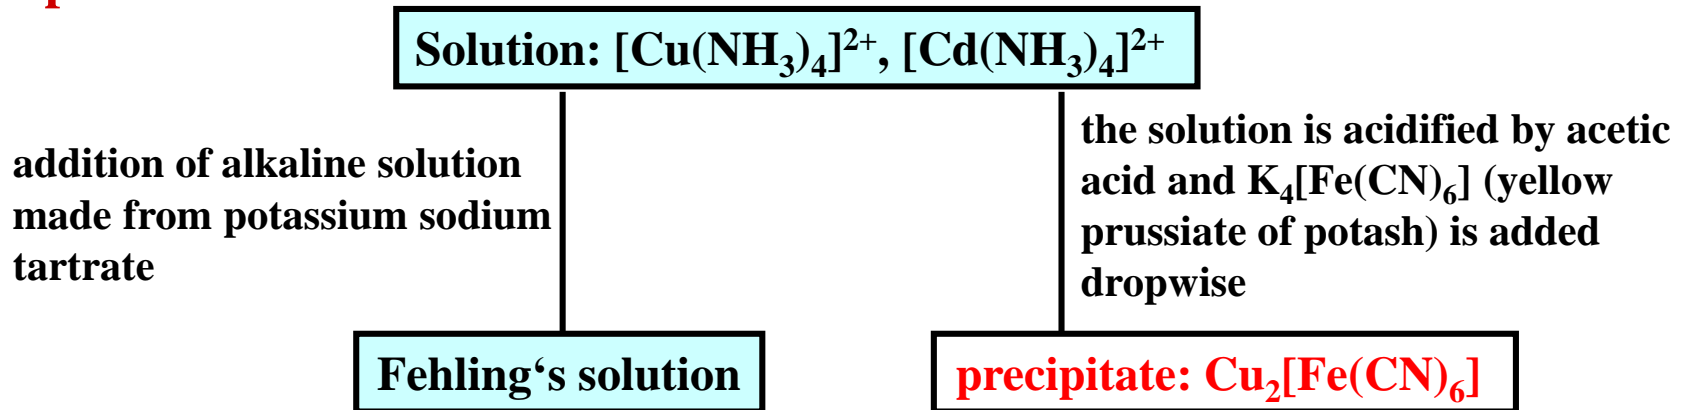 Solution: [Cu(NH₃)₄]²⁺, [Cd(NH₃)₄]²⁺
addition of alkaline solution
made from potassium sodium
tartrate
the solution is acidified by acetic
acid and K₄[Fe(CN)₆] (yellow
prussiate of potash) is added
dropwise
Fehling‘s solution
precipitate: Cu₂[Fe(CN)₆]